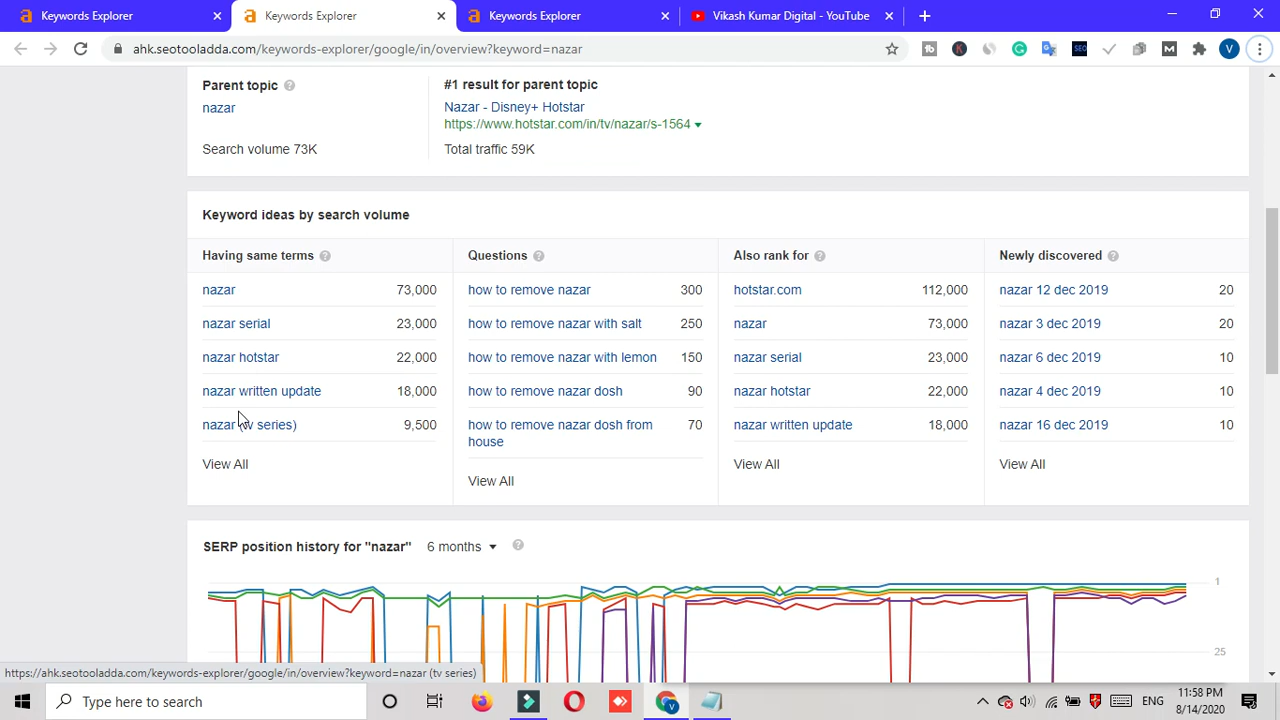 Keywords Explorer
Keywords Explorer
Keywords Explorer
Vikash Kumar Digital - YouTube
ahk.seotooladda.com/keywords-explorer/google/in/overview?keyword=nazar
Parent topic
#1 result for parent topic
nazar
Nazar - Disney+ Hotstar
https://www.hotstar.com/in/tv/nazar/s-1564
Search volume 73K
Total traffic 59K
Keyword ideas by search volume
Having same terms
nazar 73,000
nazar serial 23,000
nazar hotstar 22,000
nazar written update 18,000
nazar (tv series) 9,500
View All
Questions
how to remove nazar 300
how to remove nazar with salt 250
how to remove nazar with lemon 150
how to remove nazar dosh 90
how to remove nazar dosh from 70
house
View All
Also rank for
hotstar.com 112,000
nazar 73,000
nazar serial 23,000
nazar hotstar 22,000
nazar written update 18,000
View All
Newly discovered
nazar 12 dec 2019 20
nazar 3 dec 2019 20
nazar 6 dec 2019 10
nazar 4 dec 2019 10
nazar 16 dec 2019 10
View All
SERP position history for "nazar" 6 months
1
25
https://ahk.seotooladda.com/keywords-explorer/google/in/overview?keyword=nazar (tv series)
Type here to search
ENG
11:58 PM
8/14/2020